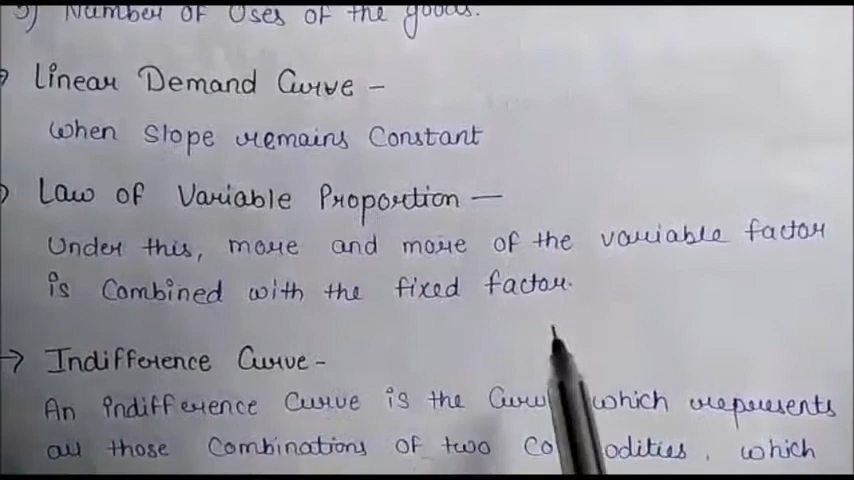 5) Number of Uses of the goods.
Linear Demand Curve -
When Slope remains Constant
Law of Variable Proportion —
Under this, more and more of the variable factor
is Combined with the fixed factor.
→ Indifference Curve -
An indifference Curve is the which represents
all those Combinations of two , which